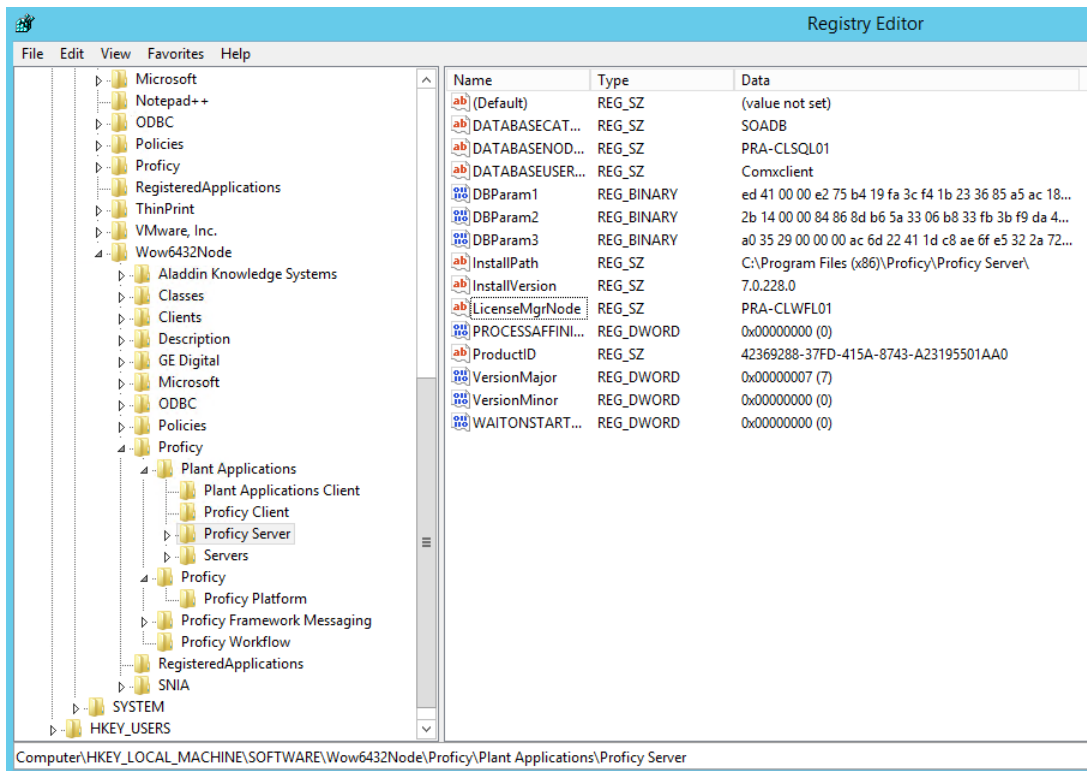 Registry Editor
File Edit View Favorites Help
Microsoft
Notepad++
ODBC
Policies
Proficy
RegisteredApplications
ThinPrint
VMware, Inc.
Wow6432Node
Aladdin Knowledge Systems
Classes
Clients
Description
GE Digital
Microsoft
ODBC
Policies
Proficy
Plant Applications
Plant Applications Client
Proficy Client
Proficy Server
Servers
Proficy
Proficy Platform
Proficy Framework Messaging
Proficy Workflow
RegisteredApplications
SNIA
SYSTEM
HKEY_USERS
Name Type Data
(Default) REG_SZ (value not set)
DATABASECAT... REG_SZ SOADB
DATABASENOD... REG_SZ PRA-CLSQL01
DATABASEUSER... REG_SZ Comxclient
DBParam1 REG_BINARY ed 41 00 00 e2 75 b4 19 fa 3c f4 1b 23 36 85 a5 ac 18...
DBParam2 REG_BINARY 2b 14 00 00 84 86 8d b6 5a 33 06 b8 33 fb 3b f9 da 4...
DBParam3 REG_BINARY a0 35 29 00 00 00 ac 6d 22 41 1d c8 ae 6f e5 32 2a 72...
InstallPath REG_SZ C:\Program Files (x86)\Proficy\Proficy Server\
InstallVersion REG_SZ 7.0.228.0
LicenseMgrNode REG_SZ PRA-CLWFL01
PROCESSAFFINI... REG_DWORD 0x00000000 (0)
ProductID REG_SZ 42369288-37FD-415A-8743-A23195501AA0
VersionMajor REG_DWORD 0x00000007 (7)
VersionMinor REG_DWORD 0x00000000 (0)
WAITONSTART... REG_DWORD 0x00000000 (0)
Computer\HKEY_LOCAL_MACHINE\SOFTWARE\Wow6432Node\Proficy\Plant Applications\Proficy Server